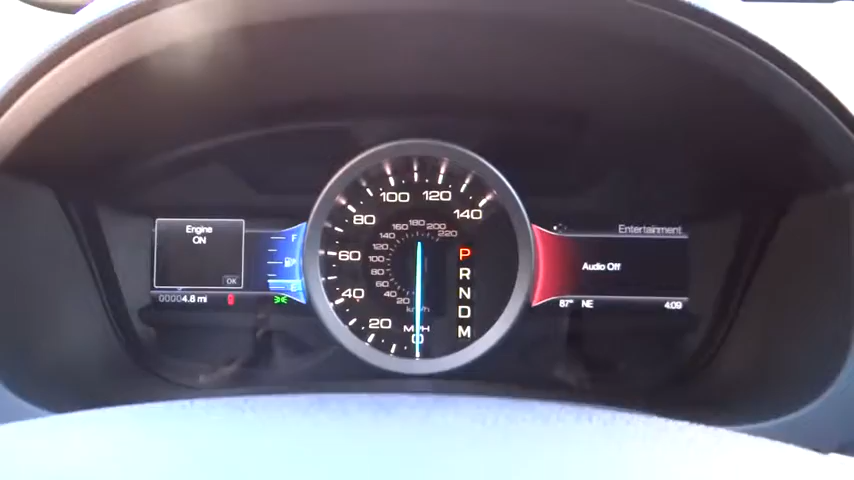 Engine
ON
OK
00004.8 mi
F
E
20
40
60
80
100
120
140
20
40
60
80
100
120
140
160
180
200
220
km/h
MPH
0
P
R
N
D
M
Entertainment
Audio Off
87° NE
4:09